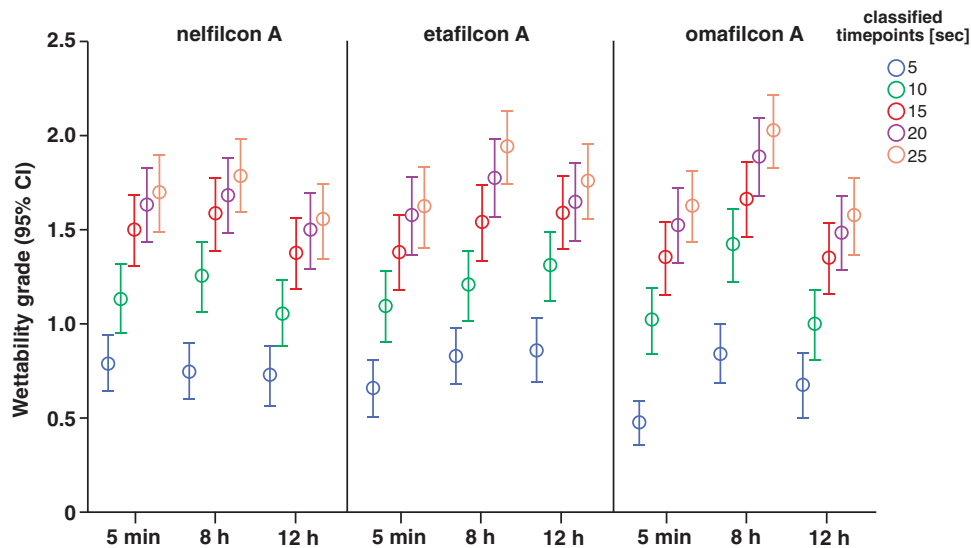 nelfilcon A
etafilcon A
omafilcon A
classified
timepoints [sec]
5
10
15
20
25
Wettability grade (95% CI)
2.5
2.0
1.5
1.0
0.5
0
5 min
8 h
12 h
5 min
8 h
12 h
5 min
8 h
12 h